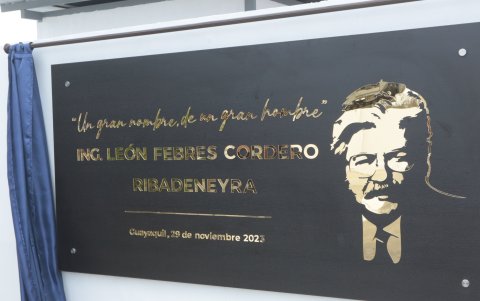 "Un gran nombre, de un gran hombre"
ING. LEÓN FEBRES CORDERO
RIBADENEYRA
Guayaquil, 29 de noviembre 2023